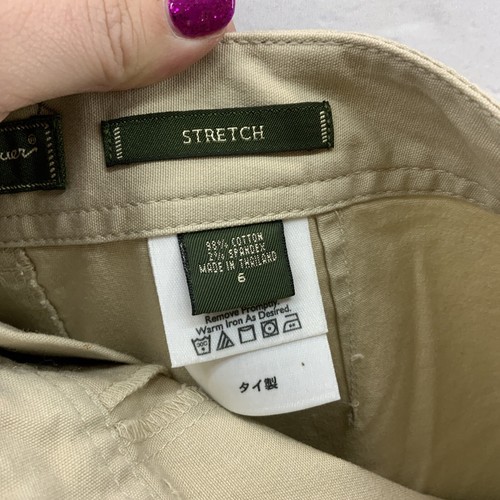 STRETCH
98% COTTON
2% SPANDEX
MADE IN THAILAND
6
Remove Promptly.
Warm Iron As Desired.
タイ製